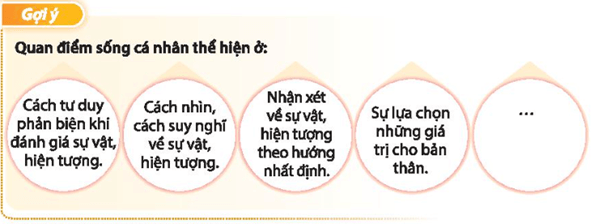 Gợi ý
Quan điểm sống cá nhân thể hiện ở:
Cách tư duy
phản biện khi
đánh giá sự vật,
hiện tượng.
Cách nhìn,
cách suy nghĩ
về sự vật,
hiện tượng.
Nhận xét
về sự vật,
hiện tượng
theo hướng
nhất định.
Sự lựa chọn
những giá
trị cho bản
thân.
...